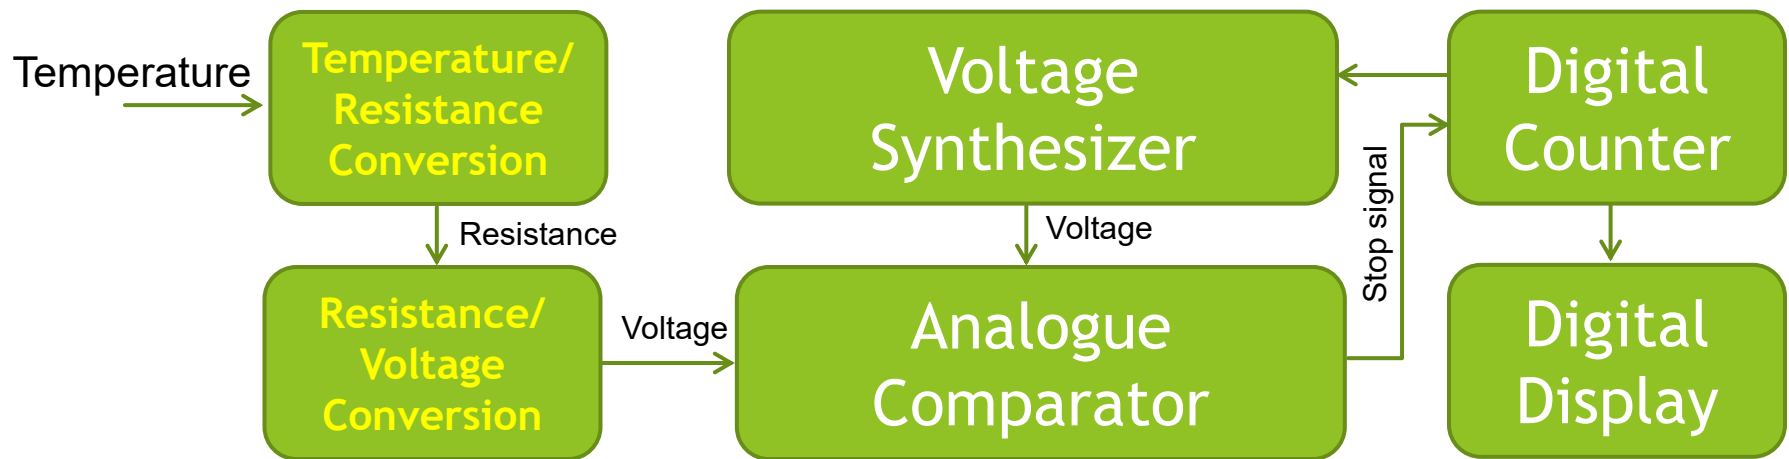 Temperature
Temperature/
Resistance
Conversion
Resistance
Resistance/
Voltage
Conversion
Voltage
Voltage
Synthesizer
Voltage
Analogue
Comparator
Stop signal
Digital
Counter
Digital
Display